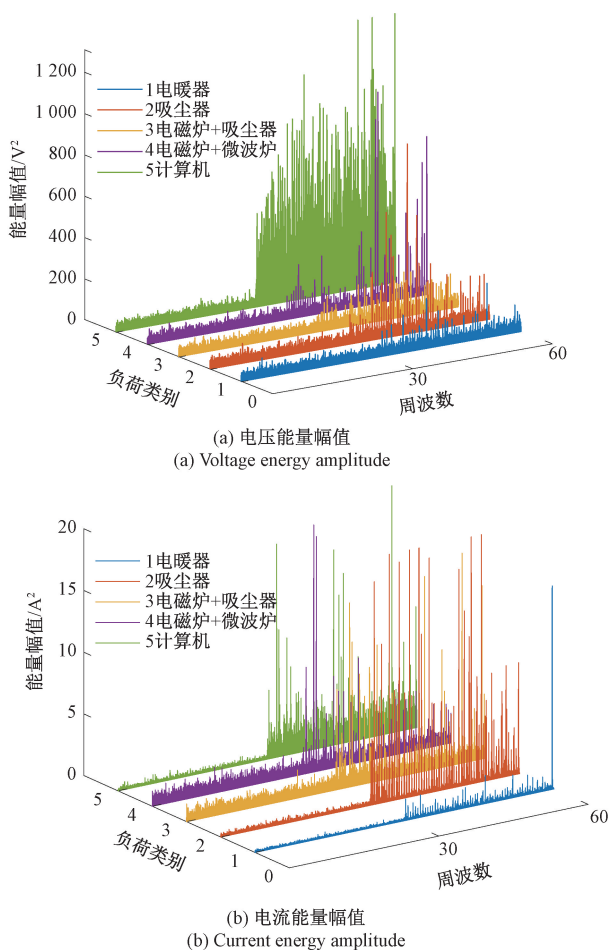 1 200
1 000
800
600
400
200
0
能量幅值/V²
1电暖器
2吸尘器
3电磁炉+吸尘器
4电磁炉+微波炉
5计算机
5
4
3
2
1
0
负荷类别
30
60
周波数
(a) 电压能量幅值
(a) Voltage energy amplitude
20
15
10
5
0
能量幅值/A²
1电暖器
2吸尘器
3电磁炉+吸尘器
4电磁炉+微波炉
5计算机
5
4
3
2
1
0
负荷类别
30
60
周波数
(b) 电流能量幅值
(b) Current energy amplitude